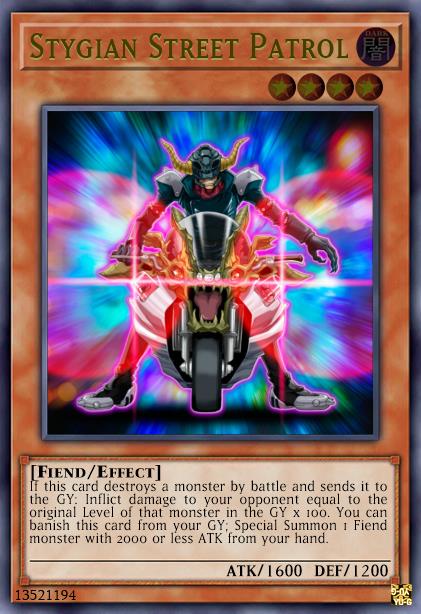 STYGIAN STREET PATROL
DARK
闇
[FIEND/EFFECT]
If this card destroys a monster by battle and sends it to
the GY: Inflict damage to your opponent equal to the
original Level of that monster in the GY x 100. You can
banish this card from your GY; Special Summon 1 Fiend
monster with 2000 or less ATK from your hand.
ATK/1600 DEF/1200
13521194